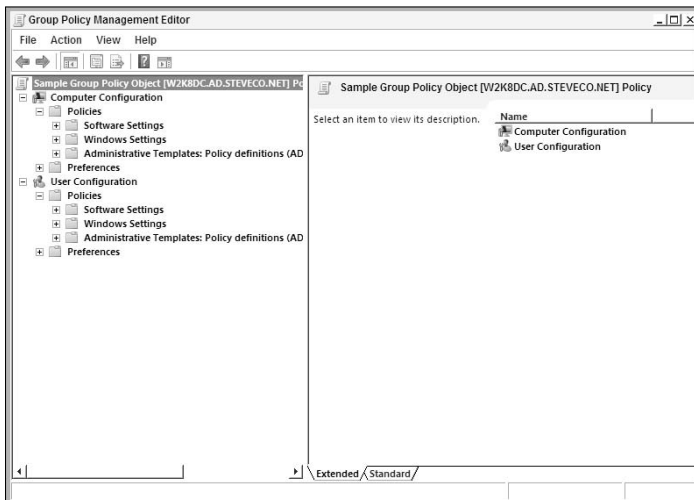 Group Policy Management Editor
File Action View Help
Sample Group Policy Object [W2K8DC.AD.STEVECO.NET] Po
Computer Configuration
Policies
Software Settings
Windows Settings
Administrative Templates: Policy definitions (AD
Preferences
User Configuration
Policies
Software Settings
Windows Settings
Administrative Templates: Policy definitions (AD
Preferences
Sample Group Policy Object [W2K8DC.AD.STEVECO.NET] Policy
Select an item to view its description.
Name
Computer Configuration
User Configuration
Extended Standard